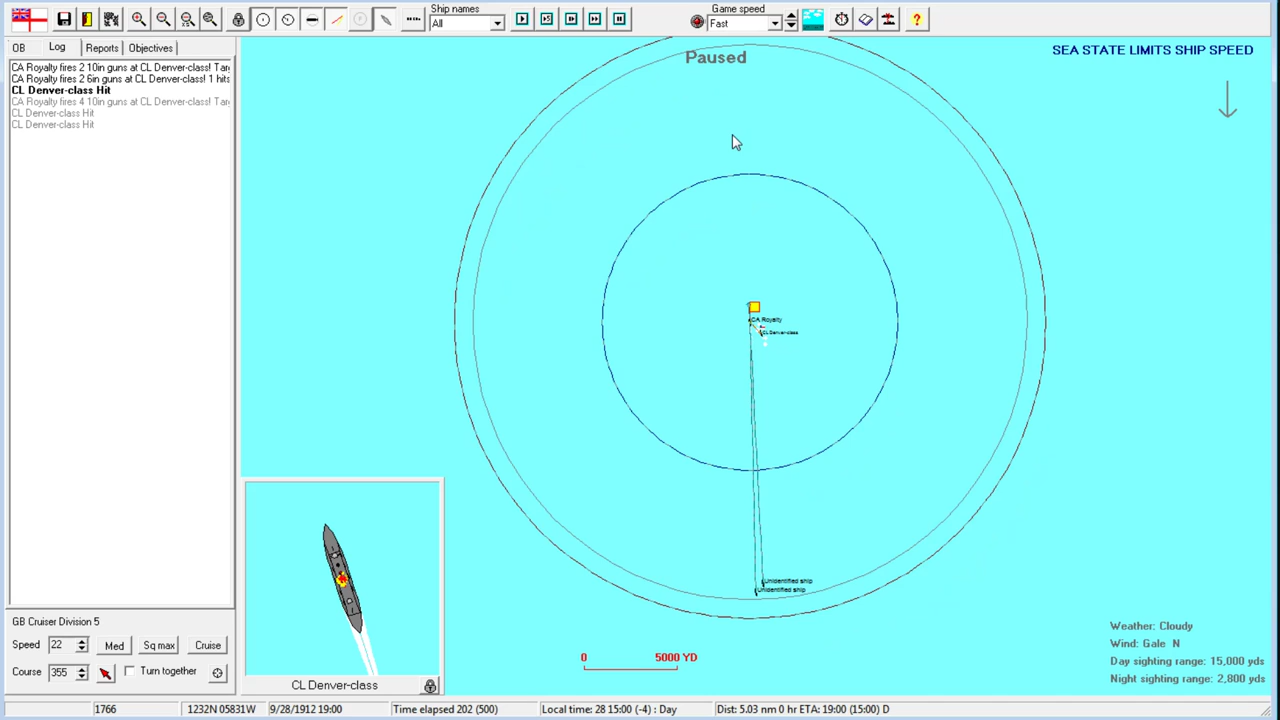 Ship names
All
Game speed
Fast
OB Log Reports Objectives
CA Royalty fires 2 10in guns at CL Denver-class! Tar
CA Royalty fires 2 6in guns at CL Denver-class! 1 hits
CL Denver-class Hit
CA Royalty fires 4 10in guns at CL Denver-class! Tar
CL Denver-class Hit
CL Denver-class Hit
Paused
SEA STATE LIMITS SHIP SPEED
CA Royalty
CL Denver-class
Unidentified ship
Unidentified ship
0 5000 YD
Weather: Cloudy
Wind: Gale N
Day sighting range: 15,000 yds
Night sighting range: 2,800 yds
CL Denver-class
GB Cruiser Division 5
Speed 22 Med Sq max Cruise
Course 355 Turn together
1766 1232N 05831W 9/28/1912 19:00 Time elapsed 202 (500) Local time: 28 15:00 (-4) : Day Dist: 5.03 nm 0 hr ETA: 19:00 (15:00) D